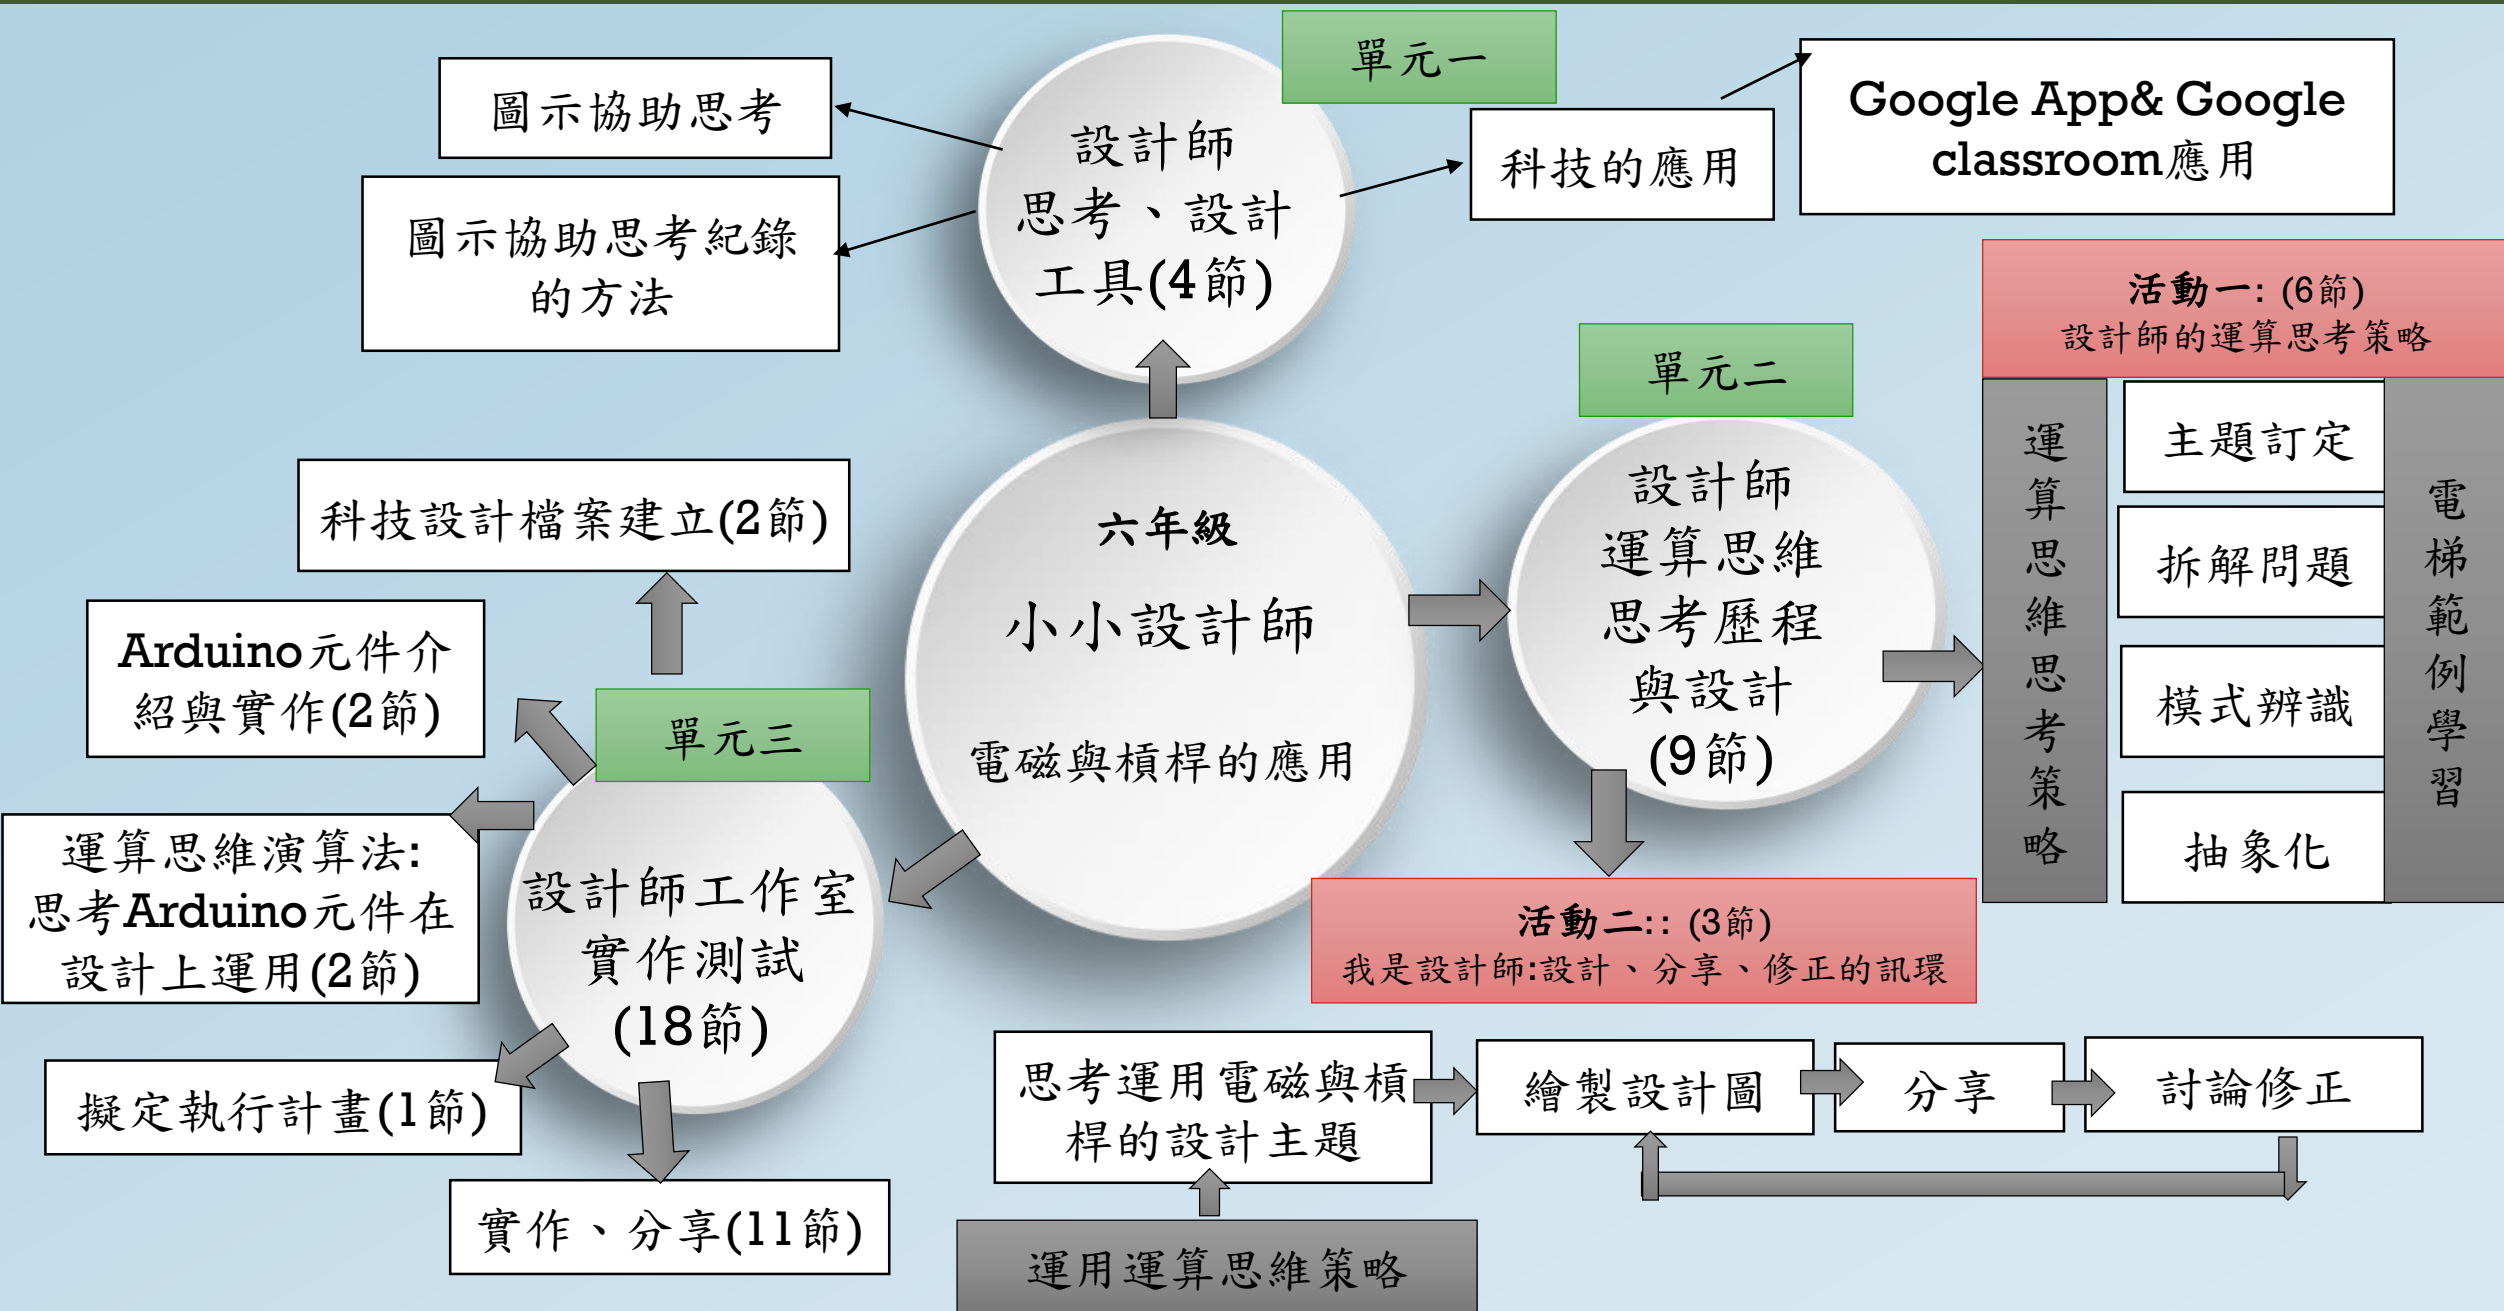 單元一
設計師
思考、設計
工具(4節)
圖示協助思考
圖示協助思考紀錄
的方法
科技的應用
Google App& Google
classroom應用
六年級
小小設計師
電磁與槓桿的應用
單元二
設計師
運算思維
思考歷程
與設計
(9節)
活動一: (6節)
設計師的運算思考策略
運算思維思考策略
主題訂定
拆解問題
模式辨識
抽象化
電梯範例學習
活動二:: (3節)
我是設計師:設計、分享、修正的訊環
思考運用電磁與槓
桿的設計主題
繪製設計圖
分享
討論修正
運用運算思維策略
單元三
設計師工作室
實作測試
(18節)
科技設計檔案建立(2節)
Arduino元件介
紹與實作(2節)
運算思維演算法:
思考Arduino元件在
設計上運用(2節)
擬定執行計畫(1節)
實作、分享(11節)